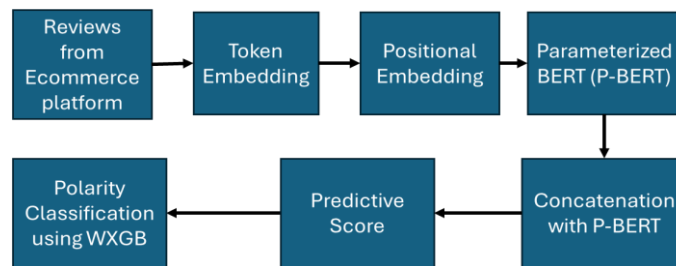 Reviews
from
Ecommerce
platform
Token
Embedding
Positional
Embedding
Parameterized
BERT (P-BERT)
Concatenation
with P-BERT
Predictive
Score
Polarity
Classification
using WXGB